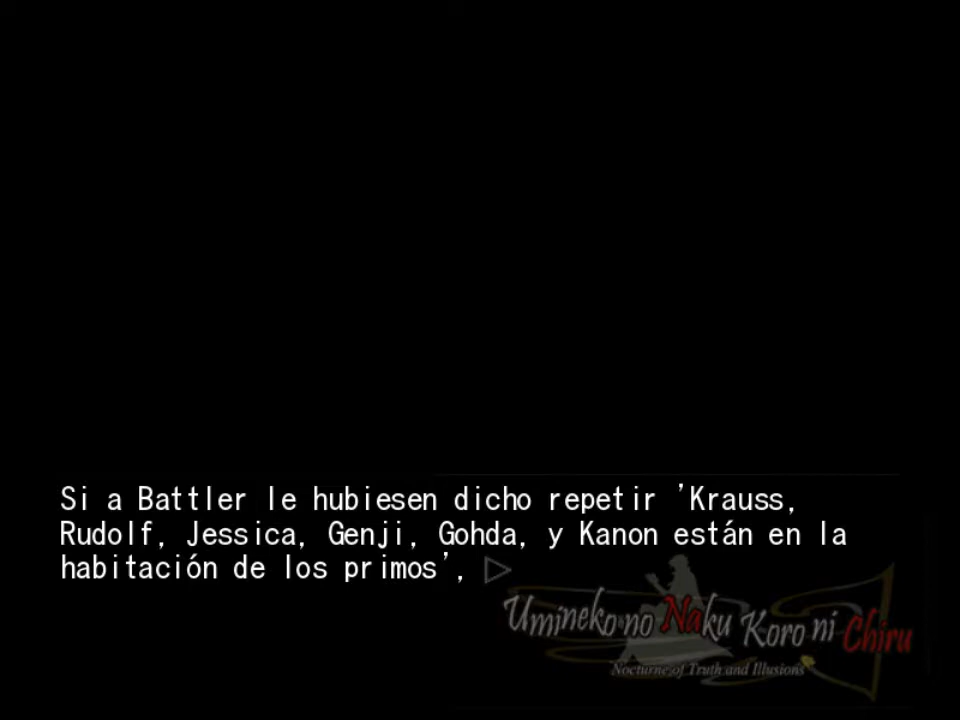 Si a Battler le hubiesen dicho repetir 'Krauss,
Rudolf, Jessica, Genji, Gohda, y Kanon están en la
habitación de los primos',
Umineko no Naku Koro ni Chiru
Nocturne of Truth and Illusions